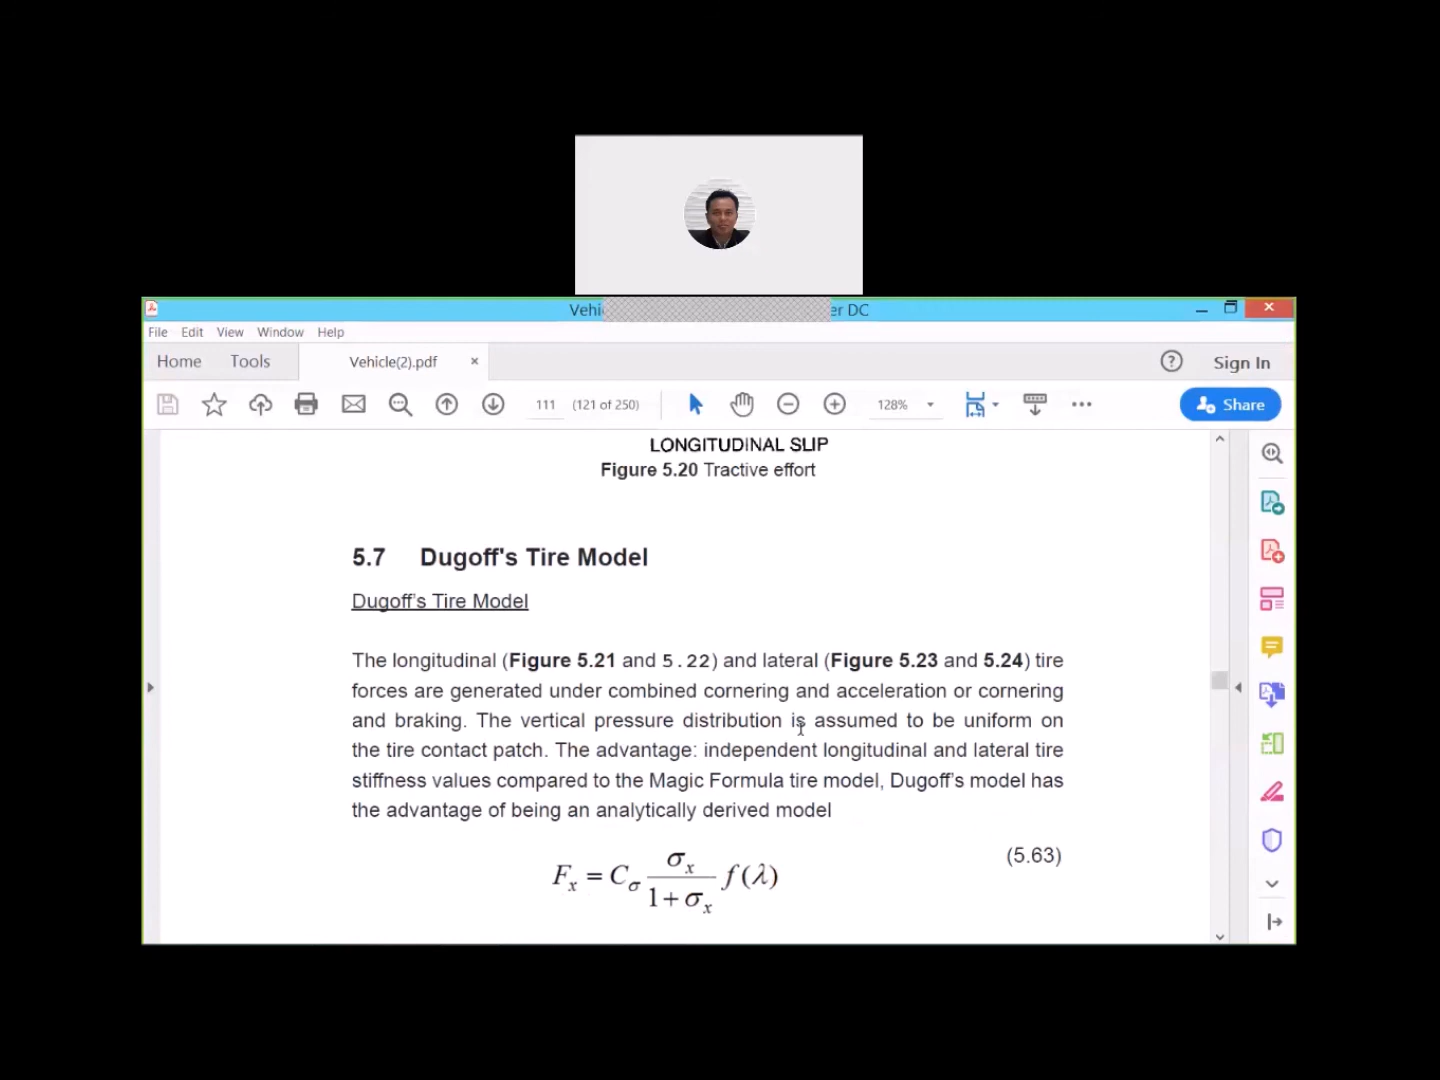 Vehi er DC
File Edit View Window Help
Home Tools Vehicle(2).pdf × ? Sign In
111 (121 of 250) 128% Share
LONGITUDINAL SLIP
Figure 5.20 Tractive effort
5.7 Dugoff's Tire Model
Dugoff's Tire Model
The longitudinal (Figure 5.21 and 5.22) and lateral (Figure 5.23 and 5.24) tire
forces are generated under combined cornering and acceleration or cornering
and braking. The vertical pressure distribution is assumed to be uniform on
the tire contact patch. The advantage: independent longitudinal and lateral tire
stiffness values compared to the Magic Formula tire model, Dugoff's model has
the advantage of being an analytically derived model
F_x = C_σ σ_x / (1 + σ_x) f(λ) (5.63)